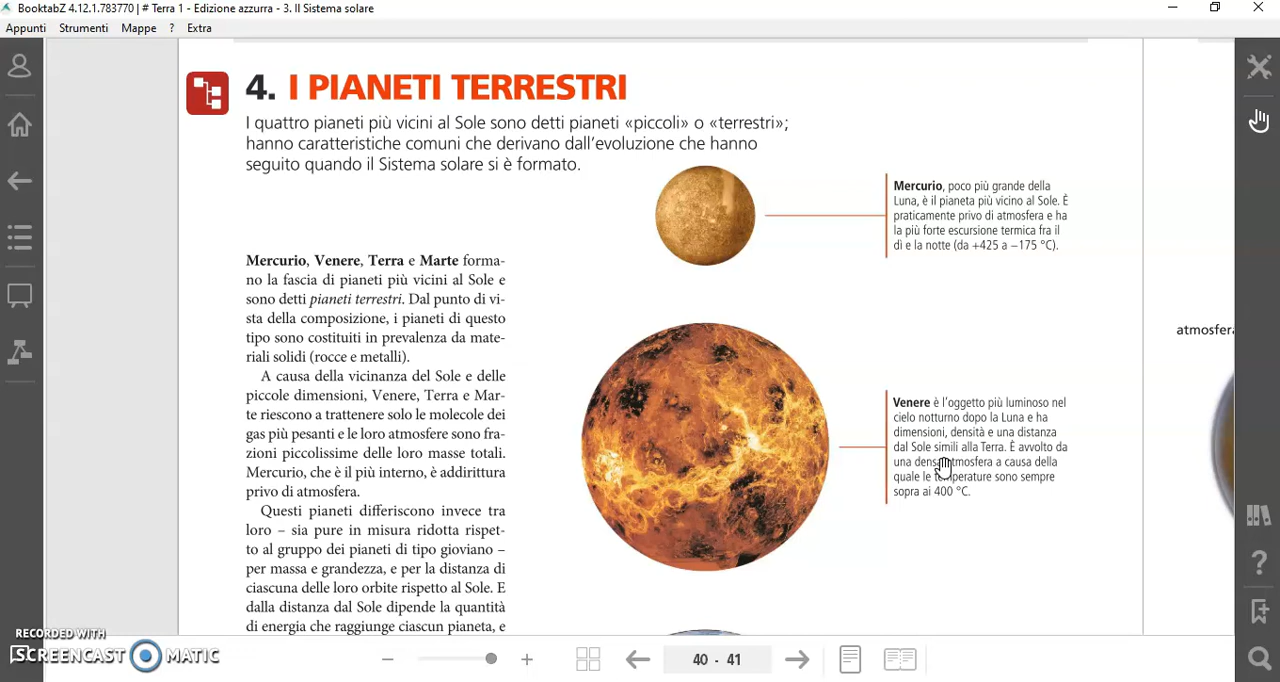 BooktabZ 4.12.1.783770 | # Terra 1 - Edizione azzurra - 3. Il Sistema solare
Appunti Strumenti Mappe ? Extra
4. I PIANETI TERRESTRI
I quattro pianeti più vicini al Sole sono detti pianeti «piccoli» o «terrestri»;
hanno caratteristiche comuni che derivano dall'evoluzione che hanno
seguito quando il Sistema solare si è formato.
Mercurio, poco più grande della
Luna, è il pianeta più vicino al Sole. È
praticamente privo di atmosfera e ha
la più forte escursione termica fra il
dì e la notte (da +425 a −175 °C).
Mercurio, Venere, Terra e Marte forma-
no la fascia di pianeti più vicini al Sole e
sono detti pianeti terrestri. Dal punto di vi-
sta della composizione, i pianeti di questo
tipo sono costituiti in prevalenza da mate-
riali solidi (rocce e metalli).
A causa della vicinanza del Sole e delle
piccole dimensioni, Venere, Terra e Mar-
te riescono a trattenere solo le molecole dei
gas più pesanti e le loro atmosfere sono fra-
zioni piccolissime delle loro masse totali.
Mercurio, che è il più interno, è addirittura
privo di atmosfera.
Questi pianeti differiscono invece tra
loro – sia pure in misura ridotta rispet-
to al gruppo dei pianeti di tipo gioviano –
per massa e grandezza, e per la distanza di
ciascuna delle loro orbite rispetto al Sole. E
dalla distanza dal Sole dipende la quantità
di energia che raggiunge ciascun pianeta, e
Venere è l'oggetto più luminoso nel
cielo notturno dopo la Luna e ha
dimensioni, densità e una distanza
dal Sole simili alla Terra. È avvolto da
una densa atmosfera a causa della
quale le temperature sono sempre
sopra ai 400 °C.
atmosfera
RECORDED WITH
SCREENCAST MATIC
40 - 41